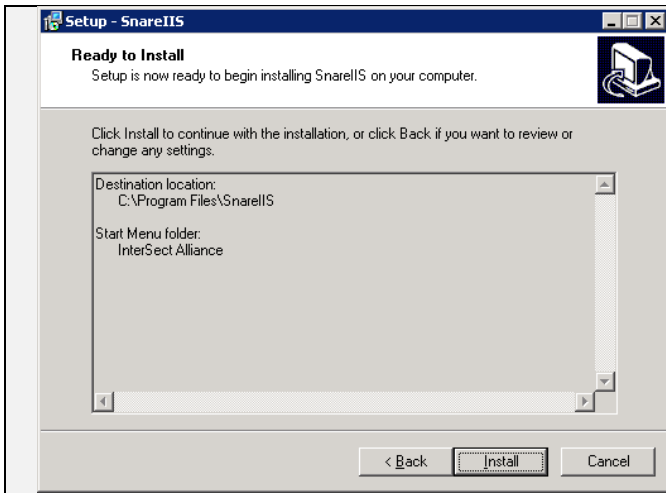 Setup - SnareIIS
Ready to Install
Setup is now ready to begin installing SnareIIS on your computer.
Click Install to continue with the installation, or click Back if you want to review or
change any settings.
Destination location:
C:\Program Files\SnareIIS
Start Menu folder:
InterSect Alliance
< Back
Install
Cancel